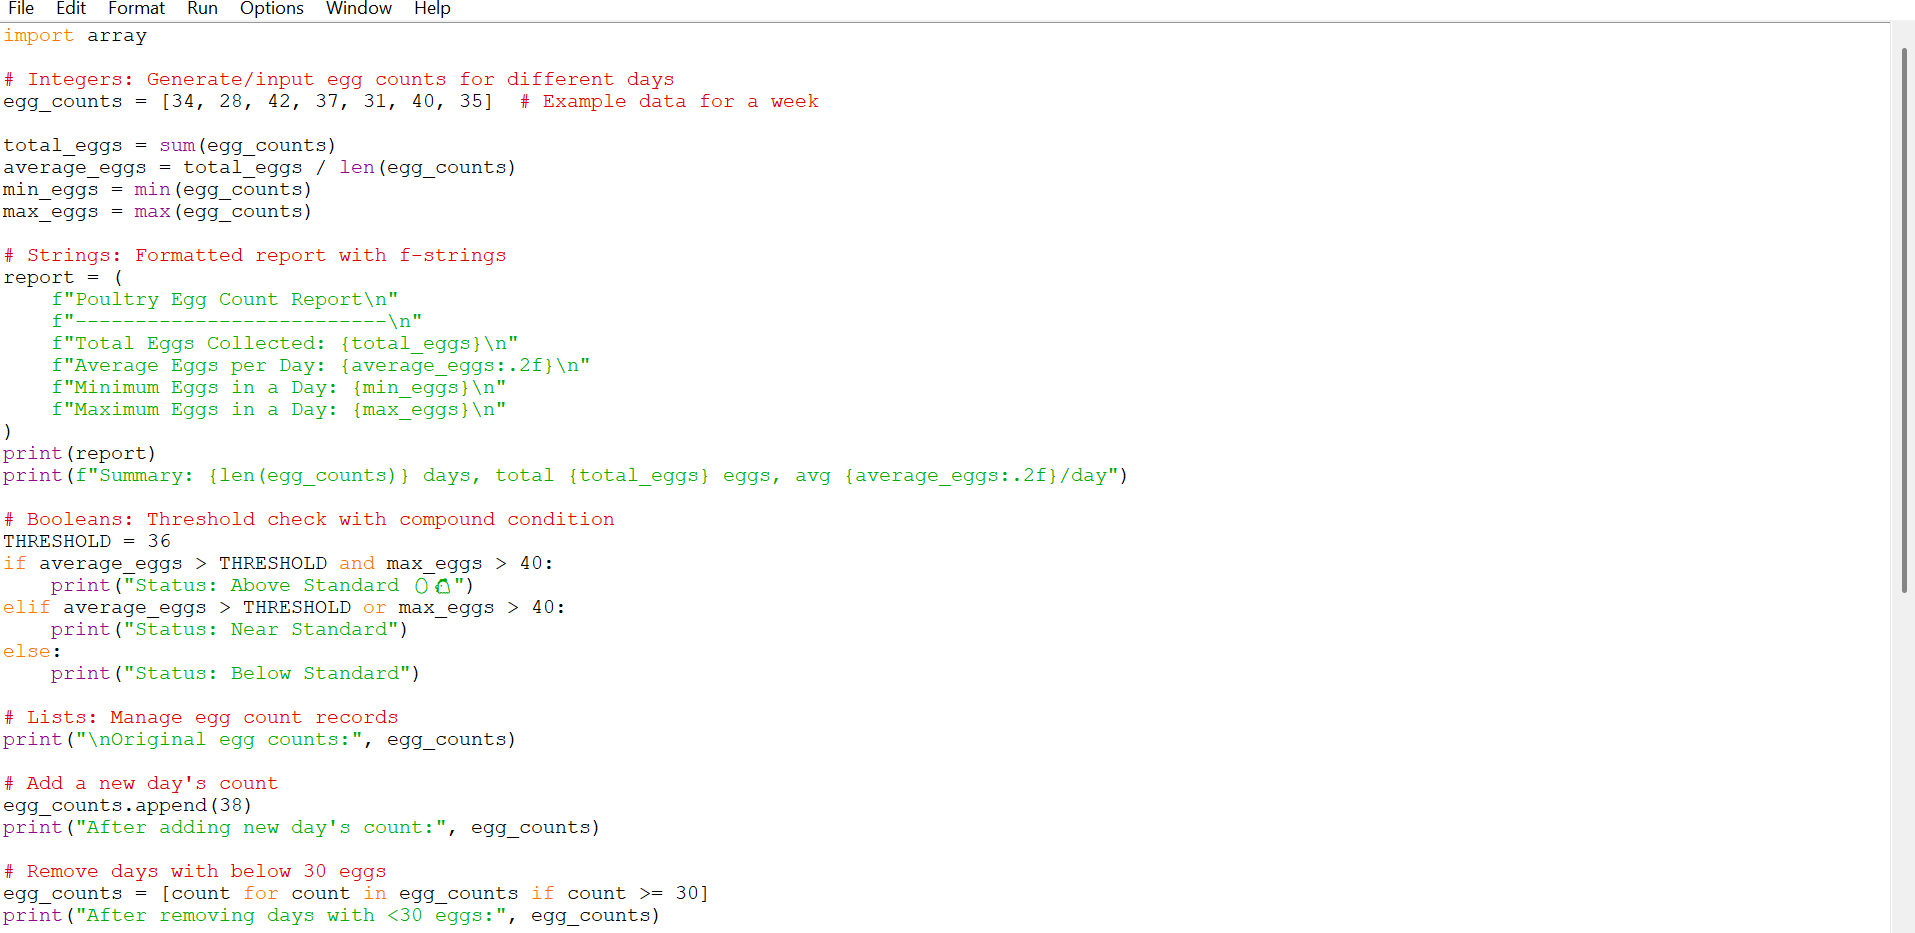 File Edit Format Run Options Window Help
import array
# Integers: Generate/input egg counts for different days
egg_counts = [34, 28, 42, 37, 31, 40, 35]  # Example data for a week
total_eggs = sum(egg_counts)
average_eggs = total_eggs / len(egg_counts)
min_eggs = min(egg_counts)
max_eggs = max(egg_counts)
# Strings: Formatted report with f-strings
report = (
    f"Poultry Egg Count Report\n"
    f"--------------------------\n"
    f"Total Eggs Collected: {total_eggs}\n"
    f"Average Eggs per Day: {average_eggs:.2f}\n"
    f"Minimum Eggs in a Day: {min_eggs}\n"
    f"Maximum Eggs in a Day: {max_eggs}\n"
)
print(report)
print(f"Summary: {len(egg_counts)} days, total {total_eggs} eggs, avg {average_eggs:.2f}/day")
# Booleans: Threshold check with compound condition
THRESHOLD = 36
if average_eggs > THRESHOLD and max_eggs > 40:
    print("Status: Above Standard 🥚🐔")
elif average_eggs > THRESHOLD or max_eggs > 40:
    print("Status: Near Standard")
else:
    print("Status: Below Standard")
# Lists: Manage egg count records
print("\nOriginal egg counts:", egg_counts)
# Add a new day's count
egg_counts.append(38)
print("After adding new day's count:", egg_counts)
# Remove days with below 30 eggs
egg_counts = [count for count in egg_counts if count >= 30]
print("After removing days with <30 eggs:", egg_counts)